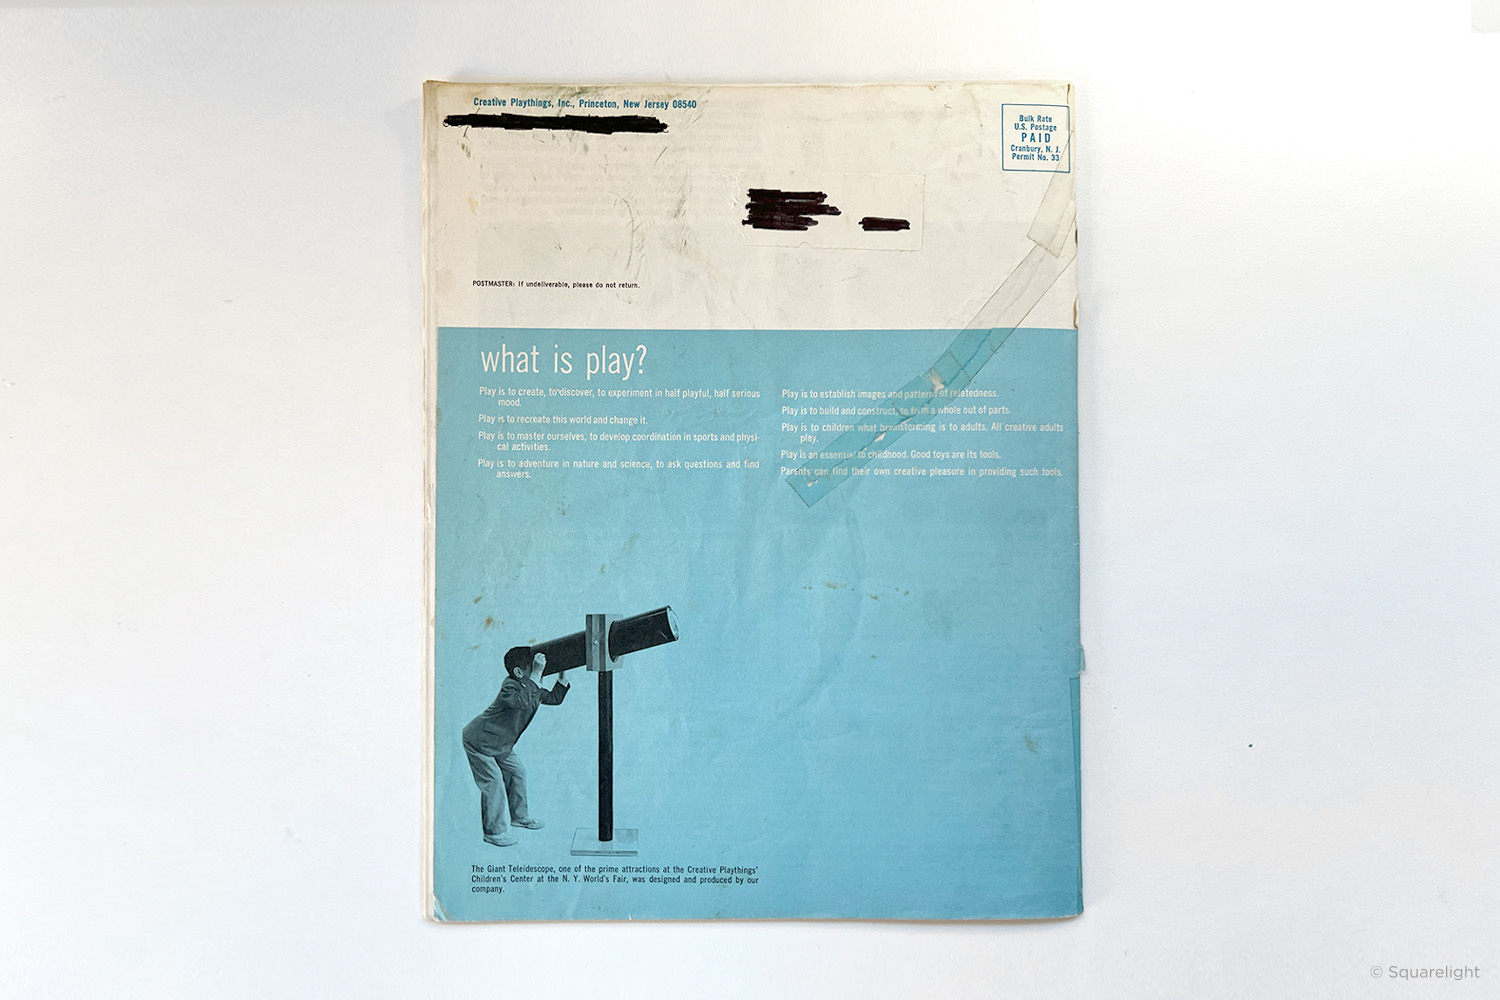 Creative Playthings, Inc., Princeton, New Jersey 08540
Bulk Rate
U.S. Postage
PAID
Cranbury, N. J.
Permit No. 33
POSTMASTER: If undeliverable, please do not return.
what is play?
Play is to create, to discover, to experiment in half playful, half serious
mood.
Play is to recreate this world and change it.
Play is to master ourselves, to develop coordination in sports and physi-
cal activities.
Play is to adventure in nature and science, to ask questions and find
answers.
Play is to establish images and patterns of relatedness.
Play is to build and construct, to form a whole out of parts.
Play is to children what brainstorming is to adults. All creative adults
play.
Play is an essential to childhood. Good toys are its tools.
Parents can find their own creative pleasure in providing such tools.
The Giant Teleidescope, one of the prime attractions at the Creative Playthings'
Children's Center at the N. Y. World's Fair, was designed and produced by our
company.
© Squarelight